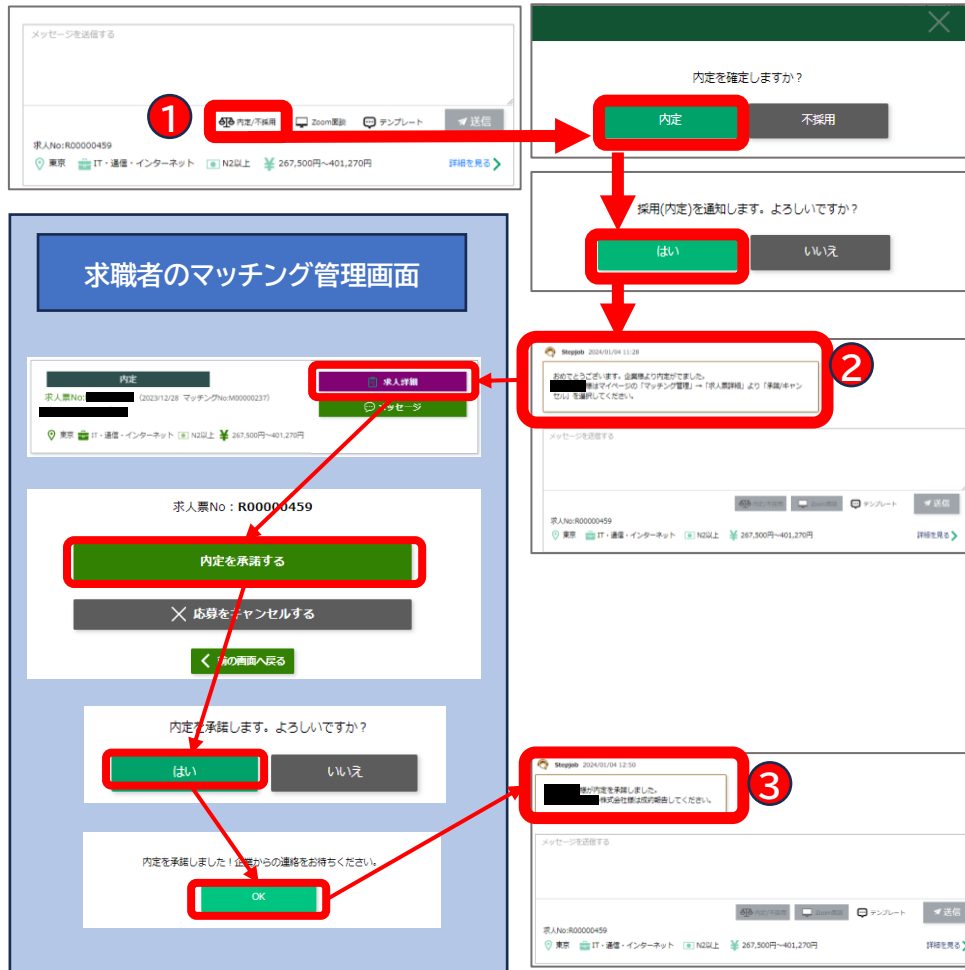 メッセージを送信する
1
内定/不採用
Zoom面談
テンプレート
送信
求人No:R00000459
東京 IT・通信・インターネット N2以上 267,500円～401,270円
詳細を見る
内定を確定しますか？
内定
不採用
採用(内定)を通知します。よろしいですか？
はい
いいえ
2
Stepjob 2024/01/04 11:28
おめでとうございます。企業様より内定がでました。
様はマイページの「マッチング管理」→「求人票詳細」より「承諾/キャン
セル」を選択してください。
メッセージを送信する
テンプレート
送信
求人No:R00000459
東京 IT・通信・インターネット N2以上 267,500円～401,270円
詳細を見る
求職者のマッチング管理画面
内定
求人詳細
求人票No:
(2023/12/28 マッチングNo:M00000237)
メッセージ
東京 IT・通信・インターネット N2以上 267,500円～401,270円
求人票No：R00000459
内定を承諾する
応募をキャンセルする
前の画面へ戻る
内定を承諾します。よろしいですか？
はい
いいえ
内定を承諾しました！企業からの連絡をお待ちください。
OK
3
Stepjob 2024/01/04 12:50
様が内定を承諾しました。
株式会社様は成約報告してください。
メッセージを送信する
テンプレート
送信
求人No:R00000459
東京 IT・通信・インターネット N2以上 267,500円～401,270円
詳細を見る